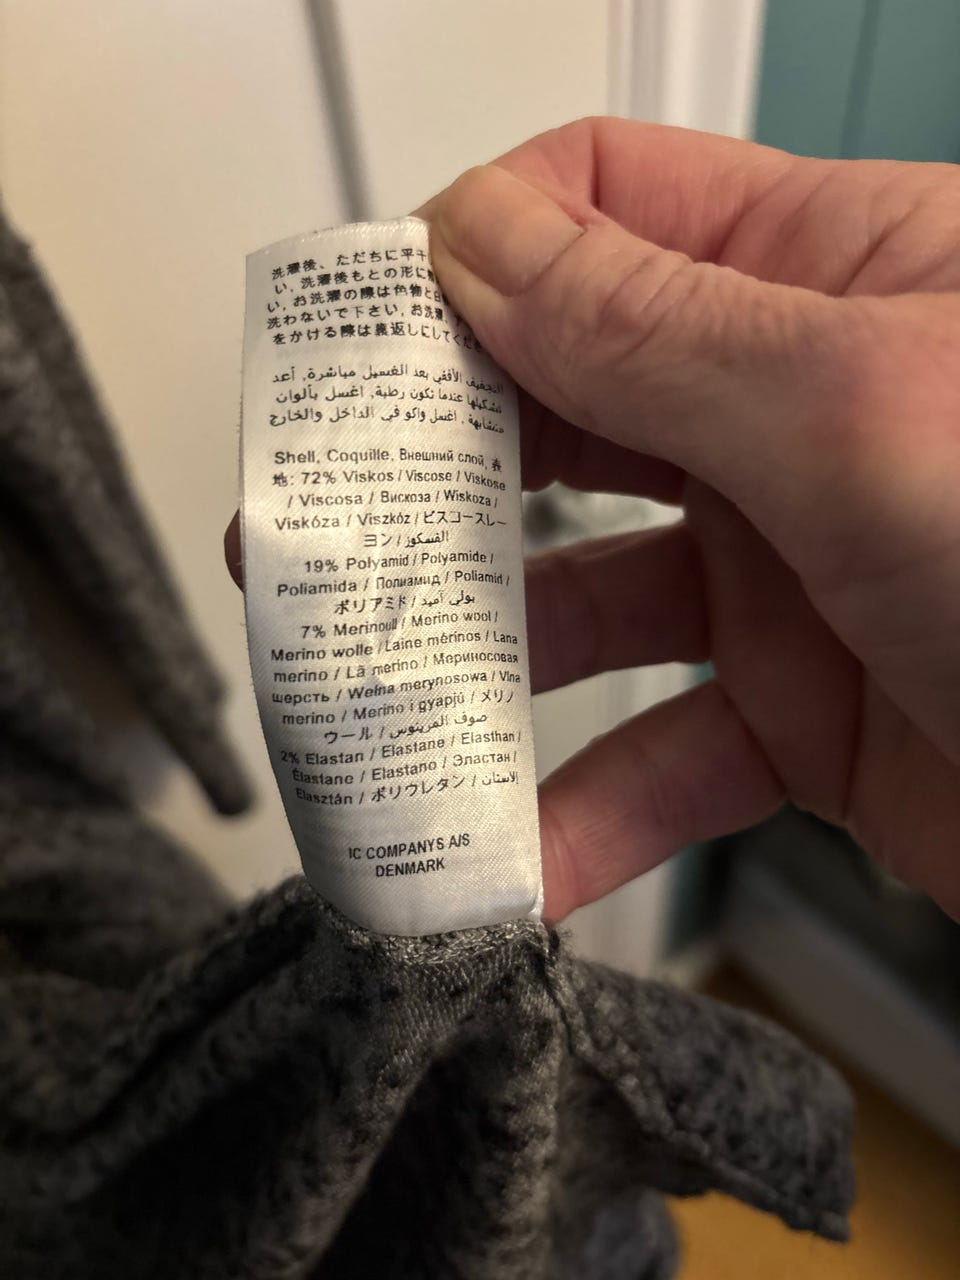 洗濯後、ただちに平干
い, 洗濯後もとの形に
い, お洗濯の際は色物と白
洗わないで下さい, お洗濯、
をかける際は裏返しにしてくださ
التجفيف الأفقي بعد الغسيل مباشرة, أعد
تشكيلها عندما تكون رطبة, اغسل بألوان
متشابهة , اغسل واكو في الداخل والخارج
Shell, Coquille, Внешний слой, 表
地: 72% Viskos / Viscose / Viskose
/ Viscosa / Вискоза / Wiskoza /
Viskóza / Viszkóz / ビスコースレー
ヨン / الفسكوز
19% Polyamid / Polyamide /
Poliamida / Полиамид / Poliamid /
ポリアミド / بولي أميد
7% Merinoull / Merino wool /
Merino wolle / Laine mérinos / Lana
merino / Lã merino / Мериносовая
шерсть / Wełna merynosowa / Vlna
merino / Merino i gyapjú / メリノ
ウール / صوف المرينوس
2% Elastan / Elastane / Elasthan /
Élastane / Elastano / Эластан /
Elasztán / ポリウレタン / الاستان
IC COMPANYS A/S
DENMARK